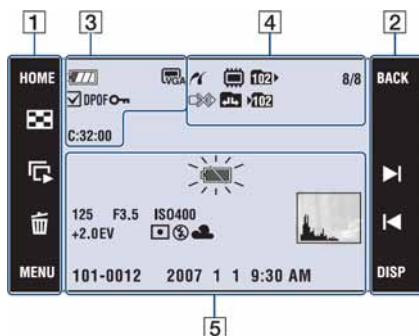 1 3 4 2
HOME VGA 102 8/8 BACK
DPOF 102
C:32:00
125 F3.5 ISO400
+2.0EV
MENU 101-0012 2007 1 1 9:30 AM DISP
5